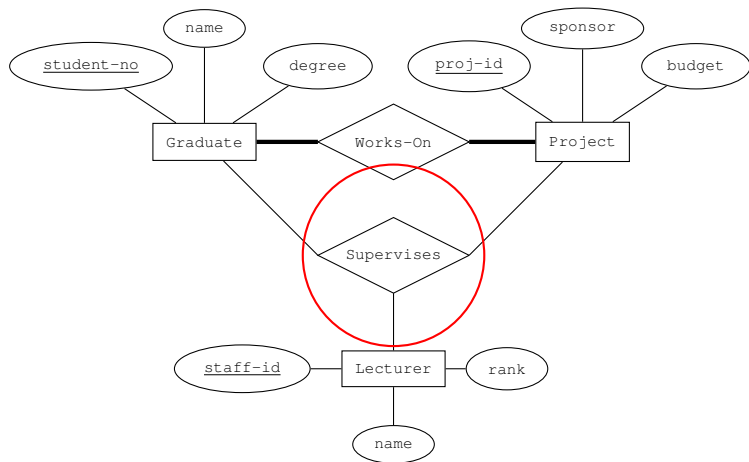 sponsor
name
student-no
degree
proj-id
budget
Graduate
Works-On
Project
Supervises
staff-id
Lecturer
rank
name